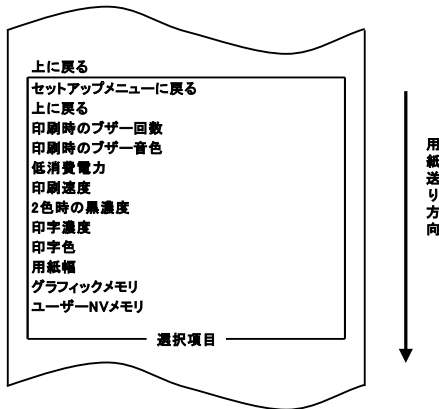 上に戻る
セットアップメニューに戻る
上に戻る
印刷時のブザー回数
印刷時のブザー音色
低消費電力
印刷速度
2色時の黒濃度
印字濃度
印字色
用紙幅
グラフィックメモリ
ユーザーNVメモリ
選択項目
用紙送り方向